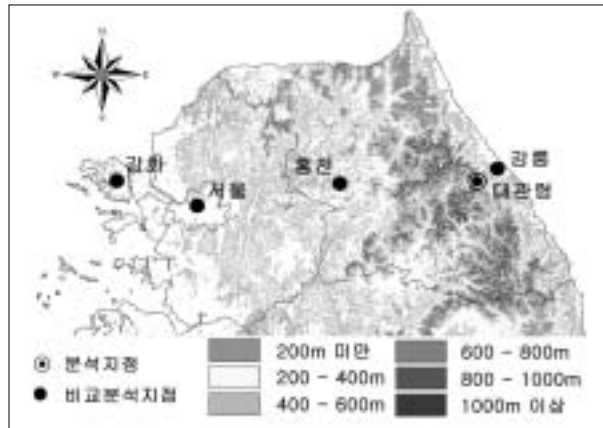 N
W E
S
강화
서울
홍천
강릉
대관령
분석지점
비교분석지점
200m 미만
200 - 400m
400 - 600m
600 - 800m
800 - 1000m
1000m 이상